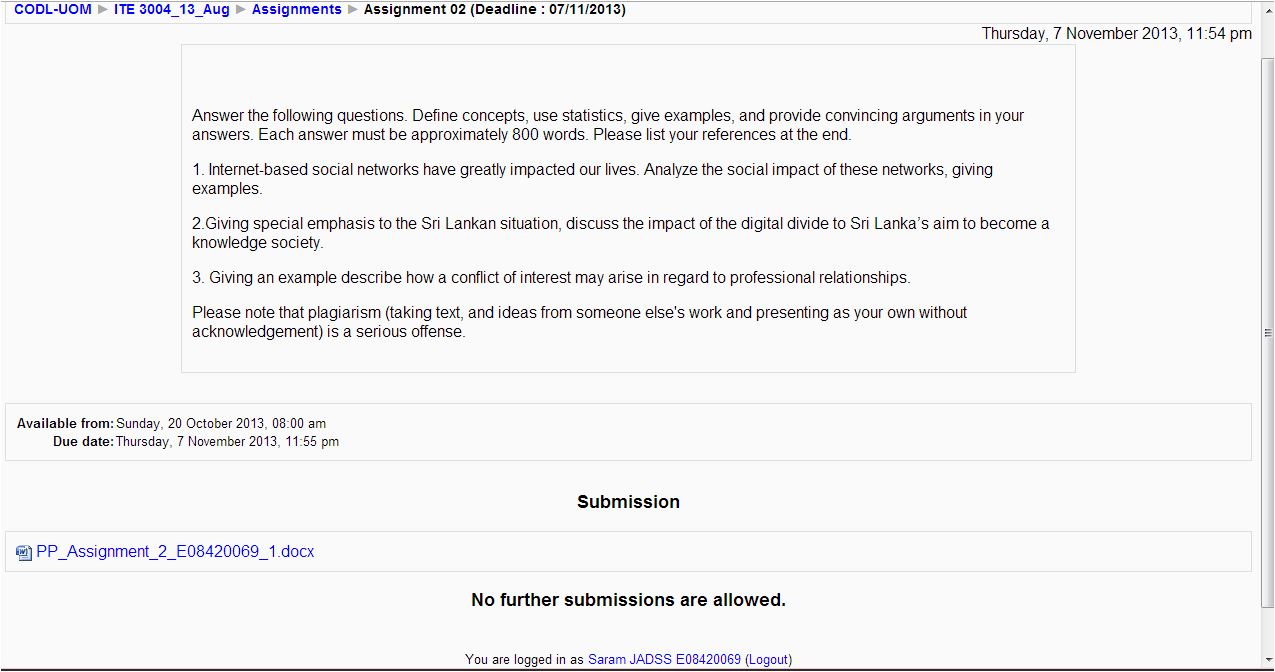 CODL-UOM ► ITE 3004_13_Aug ► Assignments ► Assignment 02 (Deadline : 07/11/2013)
Thursday, 7 November 2013, 11:54 pm
Answer the following questions. Define concepts, use statistics, give examples, and provide convincing arguments in your
answers. Each answer must be approximately 800 words. Please list your references at the end.
1. Internet-based social networks have greatly impacted our lives. Analyze the social impact of these networks, giving
examples.
2.Giving special emphasis to the Sri Lankan situation, discuss the impact of the digital divide to Sri Lanka’s aim to become a
knowledge society.
3. Giving an example describe how a conflict of interest may arise in regard to professional relationships.
Please note that plagiarism (taking text, and ideas from someone else's work and presenting as your own without
acknowledgement) is a serious offense.
Available from: Sunday, 20 October 2013, 08:00 am
Due date: Thursday, 7 November 2013, 11:55 pm
Submission
PP_Assignment_2_E08420069_1.docx
No further submissions are allowed.
You are logged in as Saram JADSS E08420069 (Logout)